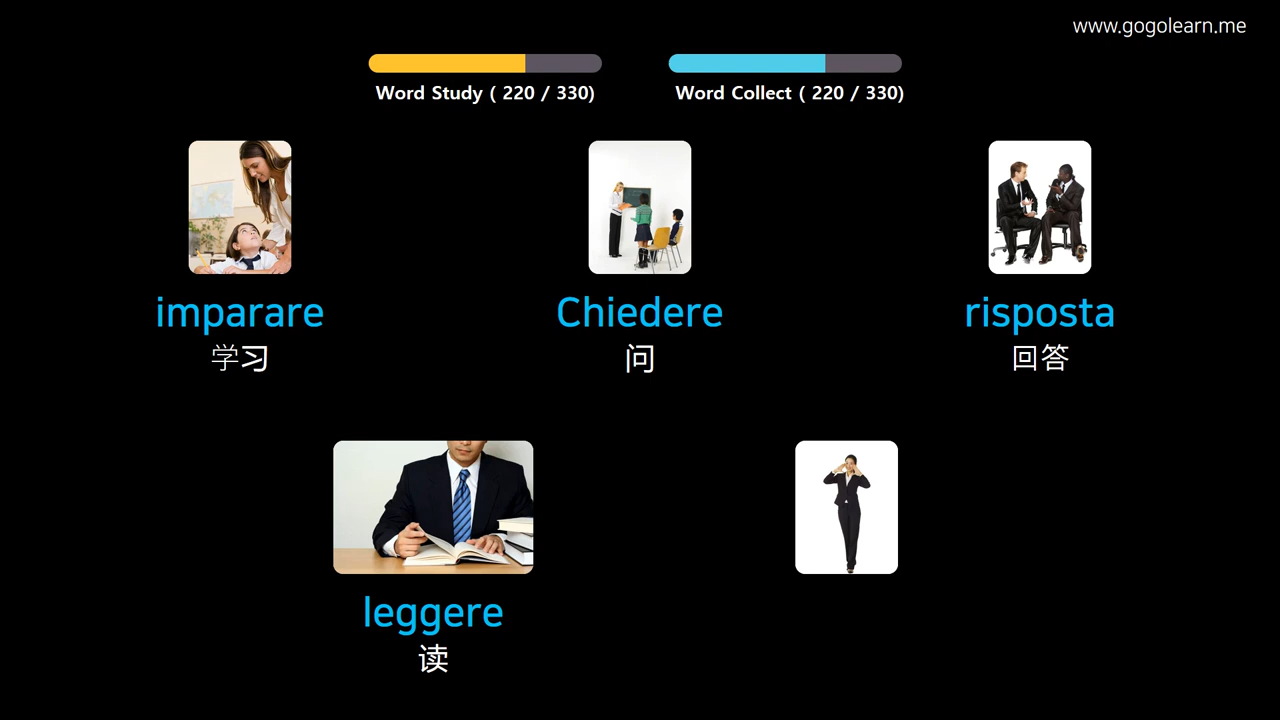 www.gogolearn.me
Word Study ( 220 / 330)
Word Collect ( 220 / 330)
imparare
学习
Chiedere
问
risposta
回答
leggere
读